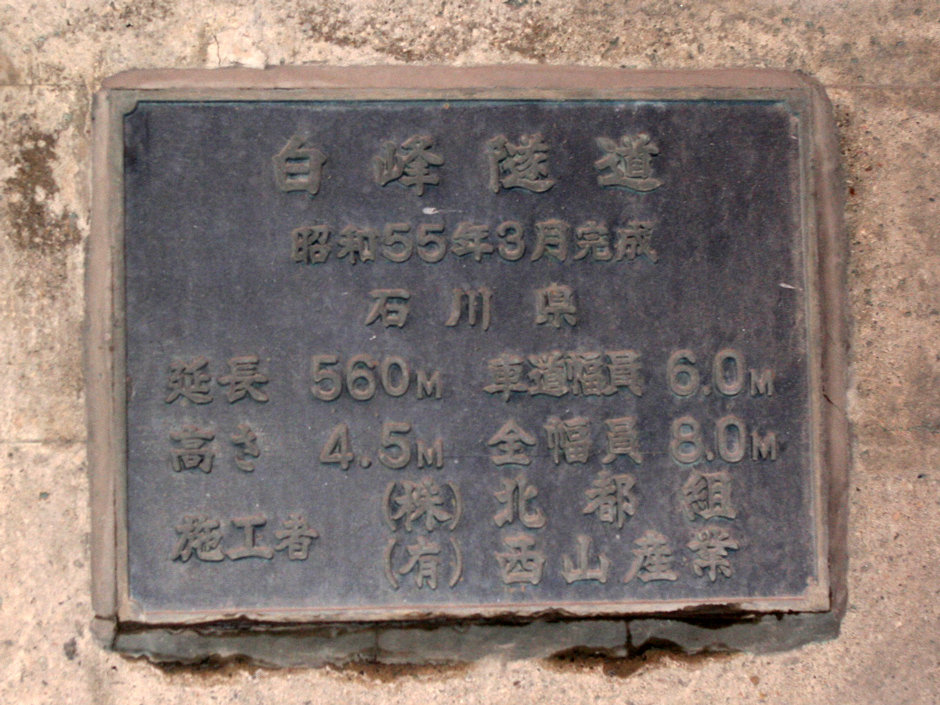 白峰隧道
昭和55年3月完成
石川県
延長 560M 車道幅員 6.0M
高さ 4.5M 全幅員 8.0M
施工者 (株) 北都組
(有) 西山産業